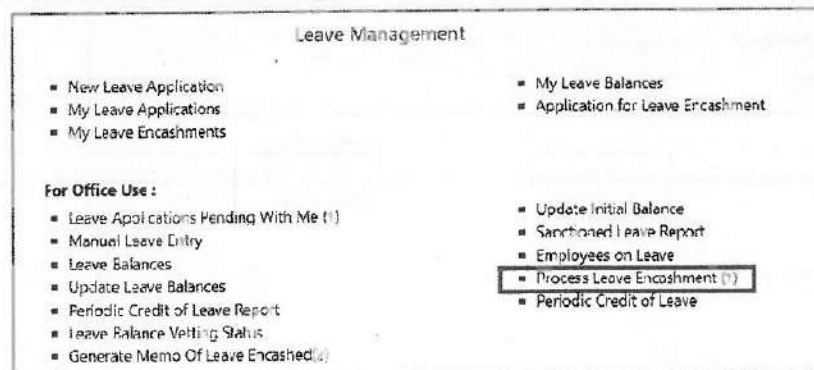 Leave Management
New Leave Application
My Leave Applications
My Leave Encashments
My Leave Balances
Application for Leave Encashment
For Office Use :
Leave Applications Pending With Me (1)
Manual Leave Entry
Leave Balances
Update Leave Balances
Periodic Credit of Leave Report
Leave Balance Vetting Status
Generate Memo Of Leave Encashed(2)
Update Initial Balance
Sanctioned Leave Report
Employees on Leave
Process Leave Encashment (1)
Periodic Credit of Leave